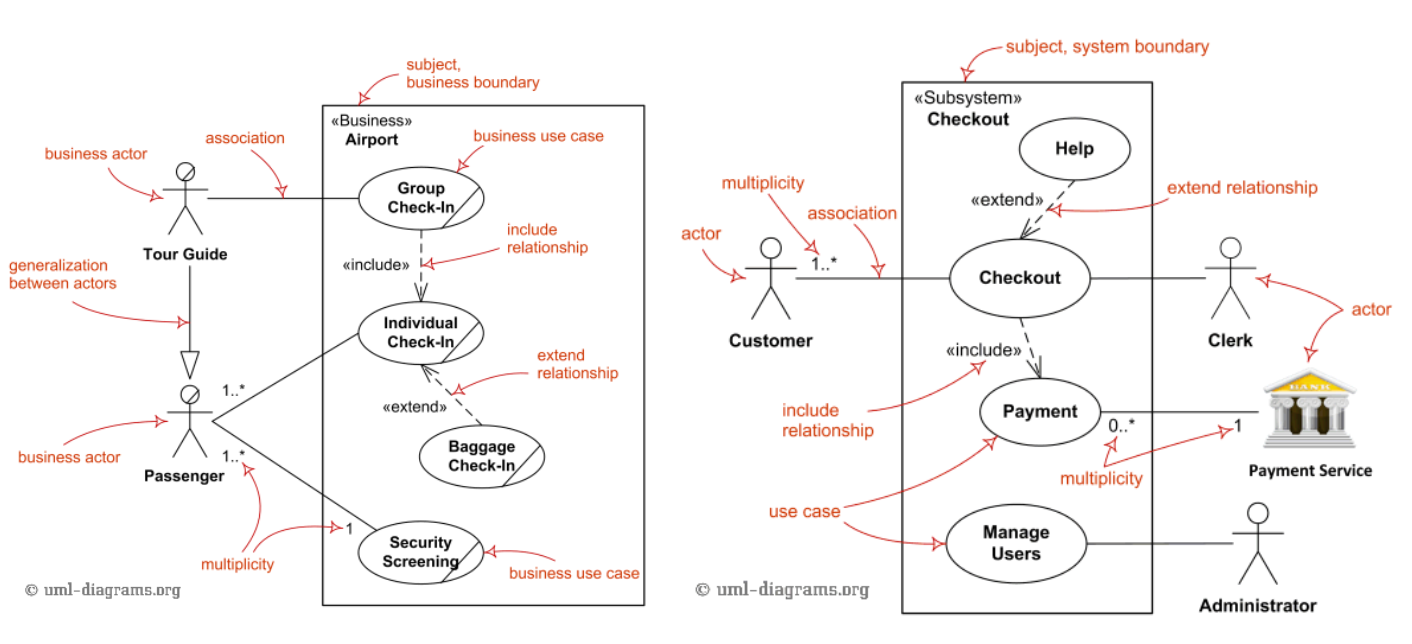 subject,
business boundary
«Business»
Airport
business use case
association
business actor
Group
Check-In
Tour Guide
include
relationship
«include»
generalization
between actors
Individual
Check-In
extend
relationship
1..*
«extend»
Baggage
Check-In
business actor
1..*
Passenger
multiplicity
1
Security
Screening
business use case
© uml-diagrams.org
subject, system boundary
«Subsystem»
Checkout
Help
multiplicity
extend relationship
«extend»
association
actor
1..*
Checkout
Customer
Clerk
actor
«include»
BANK
include
relationship
Payment
0..*
1
Payment Service
multiplicity
use case
Manage
Users
Administrator
© uml-diagrams.org